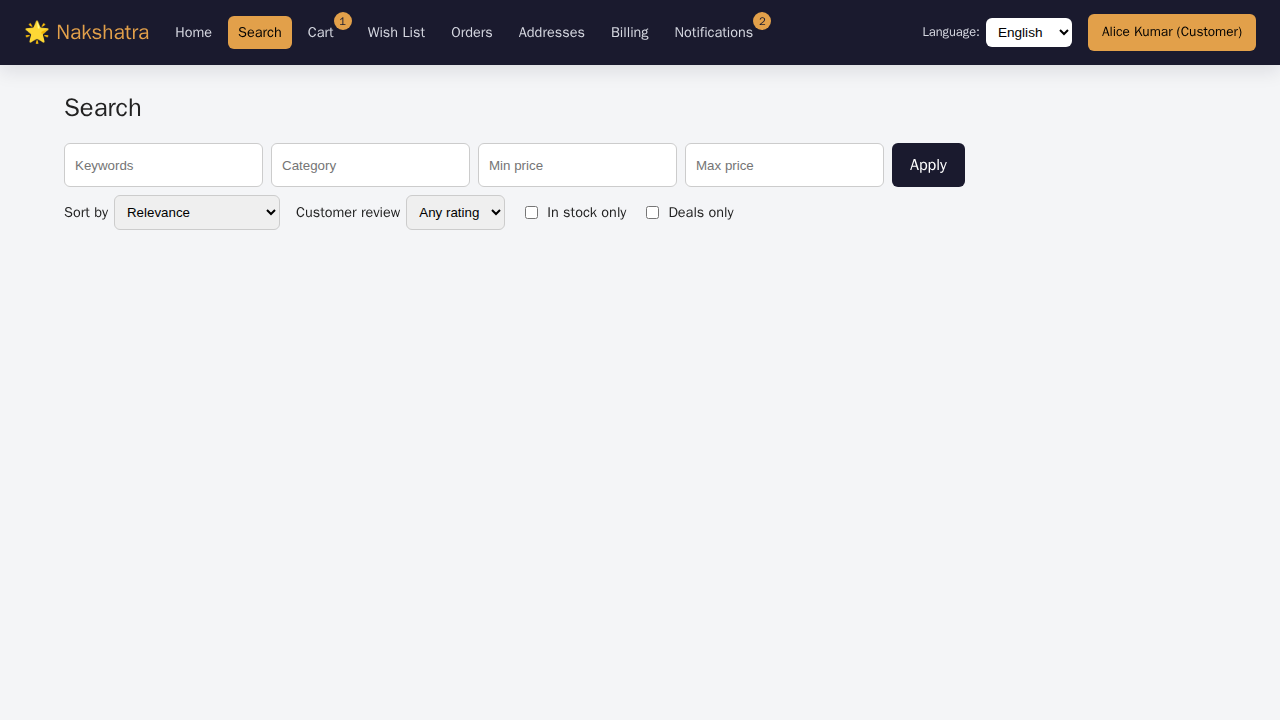 🌟 Nakshatra Home Search Cart 1 Wish List Orders Addresses Billing Notifications 2 Language: English Alice Kumar (Customer)
Search
Keywords Category Min price Max price Apply
Sort by Relevance Customer review Any rating In stock only Deals only